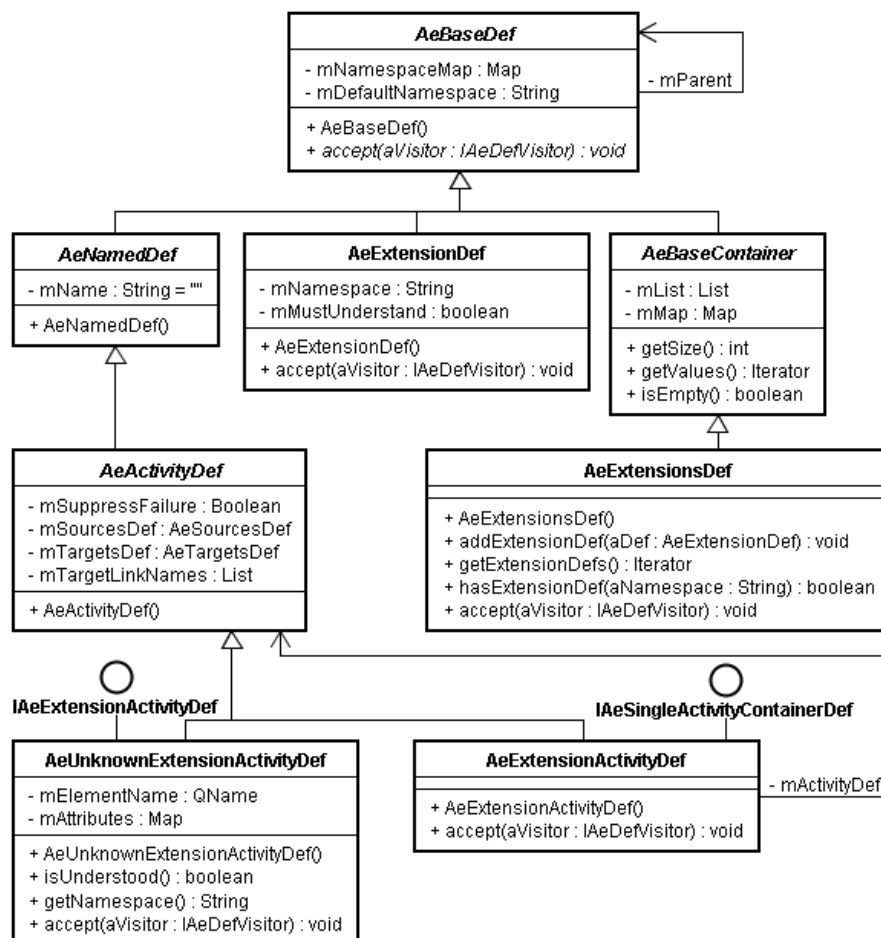 AeBaseDef
- mNamespaceMap : Map
- mDefaultNamespace : String
+ AeBaseDef()
+ accept(aVisitor : IAeDefVisitor) : void
- mParent
AeNamedDef
- mName : String = ""
+ AeNamedDef()
AeExtensionDef
- mNamespace : String
- mMustUnderstand : boolean
+ AeExtensionDef()
+ accept(aVisitor : IAeDefVisitor) : void
AeBaseContainer
- mList : List
- mMap : Map
+ getSize() : int
+ getValues() : Iterator
+ isEmpty() : boolean
AeActivityDef
- mSuppressFailure : Boolean
- mSourcesDef : AeSourcesDef
- mTargetsDef : AeTargetsDef
- mTargetLinkNames : List
+ AeActivityDef()
AeExtensionsDef
+ AeExtensionsDef()
+ addExtensionDef(aDef : AeExtensionDef) : void
+ getExtensionDefs() : Iterator
+ hasExtensionDef(aNamespace : String) : boolean
+ accept(aVisitor : IAeDefVisitor) : void
IAeExtensionActivityDef
IAeSingleActivityContainerDef
AeUnknownExtensionActivityDef
- mElementName : QName
- mAttributes : Map
+ AeUnknownExtensionActivityDef()
+ isUnderstood() : boolean
+ getNamespace() : String
+ accept(aVisitor : IAeDefVisitor) : void
AeExtensionActivityDef
+ AeExtensionActivityDef()
+ accept(aVisitor : IAeDefVisitor) : void
- mActivityDef